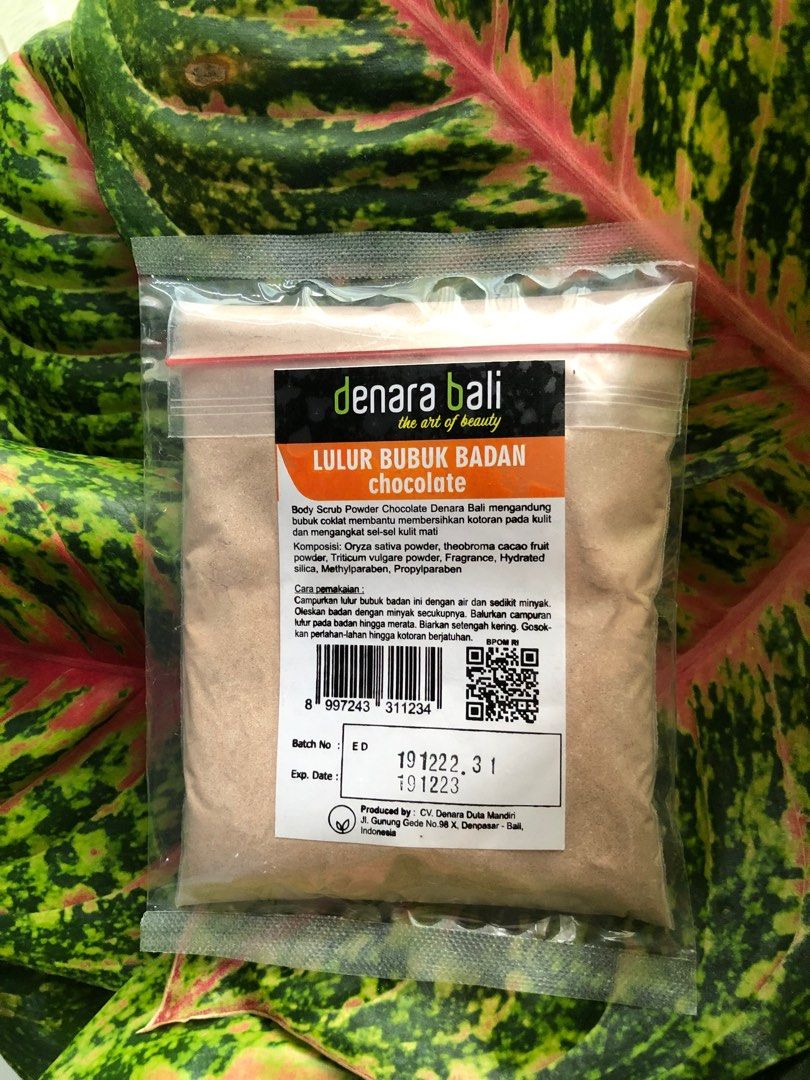 denara bali
the art of beauty
LULUR BUBUK BADAN
chocolate
Body Scrub Powder Chocolate Denara Bali mengandung
bubuk coklat membantu membersihkan kotoran pada kulit
dan mengangkat sel-sel kulit mati
Komposisi: Oryza sativa powder, theobroma cacao fruit
powder, Triticum vulgare powder, Fragrance, Hydrated
silica, Methylparaben, Propylparaben
Cara pemakaian :
Campurkan lulur bubuk badan ini dengan air dan sedikit minyak.
Oleskan badan dengan minyak secukupnya. Balurkan campuran
lulur pada badan hingga merata. Biarkan setengah kering. Gosok-
kan perlahan-lahan hingga kotoran berjatuhan.
BPOM RI
8 997243 311234
Batch No : ED 191222.31
Exp. Date : 191223
Produced by : CV. Denara Duta Mandiri
Jl. Gunung Gede No.98 X, Denpasar - Bali,
Indonesia